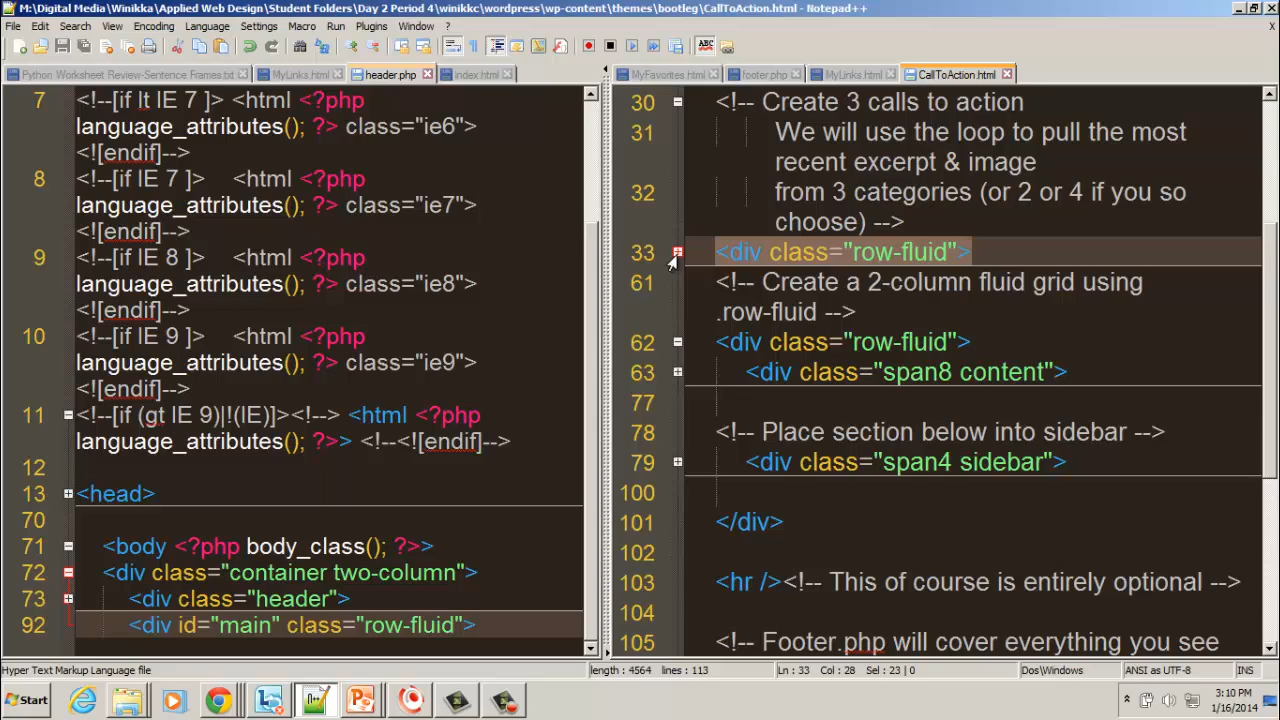 M:\Digital Media\Winikka\Applied Web Design\Student Folders\Day 2 Period 4\winikkc\wordpress\wp-content\themes\bootleg\CallToAction.html - Notepad++
File Edit Search View Encoding Language Settings Macro Run Plugins Window ? X
Python Worksheet Review-Sentence Frames.txt MyLinks.html header.php index.html
7 <!--[if lt IE 7 ]> <html <?php
language_attributes(); ?> class="ie6">
<![endif]-->
8 <!--[if IE 7 ]> <html <?php
language_attributes(); ?> class="ie7">
<![endif]-->
9 <!--[if IE 8 ]> <html <?php
language_attributes(); ?> class="ie8">
<![endif]-->
10 <!--[if IE 9 ]> <html <?php
language_attributes(); ?> class="ie9">
<![endif]-->
11 <!--[if (gt IE 9)|!(IE)]><!--> <html <?php
language_attributes(); ?>> <!--<![endif]-->
12
13 <head>
70
71 <body <?php body_class(); ?>>
72 <div class="container two-column">
73 <div class="header">
92 <div id="main" class="row-fluid">
MyFavorites.html footer.php MyLinks.html CallToAction.html
30 <!-- Create 3 calls to action
31 We will use the loop to pull the most
recent excerpt & image
32 from 3 categories (or 2 or 4 if you so
choose) -->
33 <div class="row-fluid">
61 <!-- Create a 2-column fluid grid using
.row-fluid -->
62 <div class="row-fluid">
63 <div class="span8 content">
77
78 <!-- Place section below into sidebar -->
79 <div class="span4 sidebar">
100
101 </div>
102
103 <hr /><!-- This of course is entirely optional -->
104
105 <!-- Footer.php will cover everything you see
Hyper Text Markup Language file length : 4564 lines : 113 Ln : 33 Col : 28 Sel : 23 | 0 Dos\Windows ANSI as UTF-8 INS
Start 3:10 PM
1/16/2014